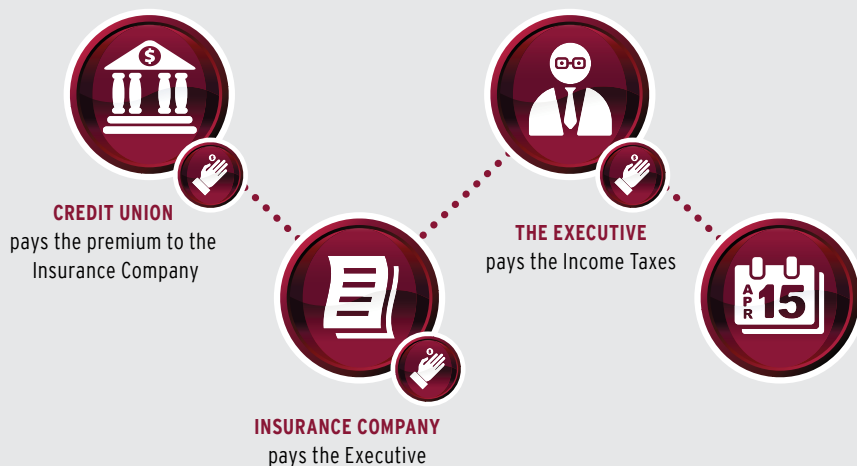 $
CREDIT UNION
pays the premium to the
Insurance Company
INSURANCE COMPANY
pays the Executive
THE EXECUTIVE
pays the Income Taxes
APR
15